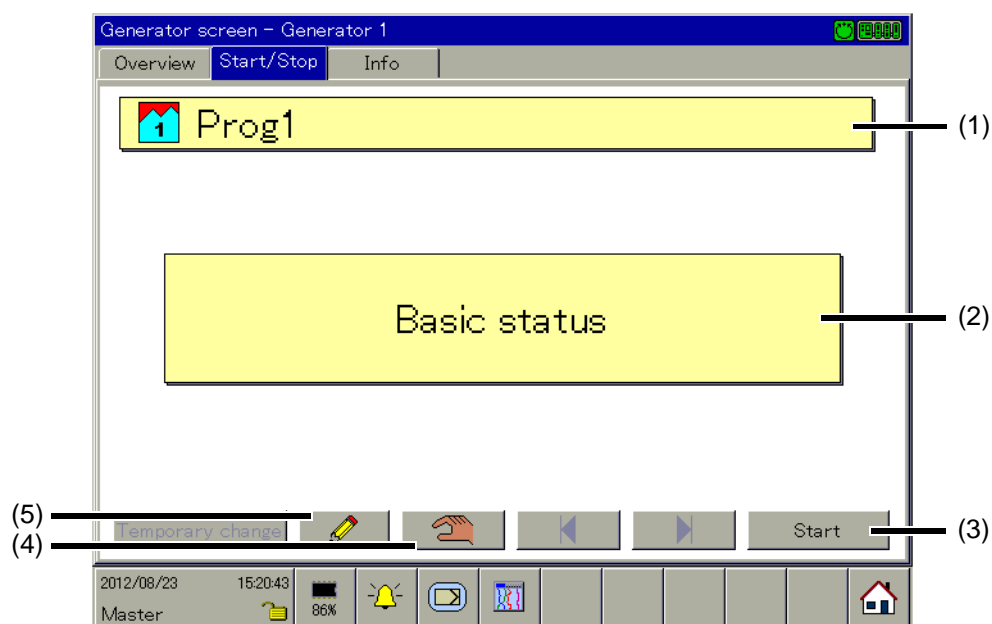 Generator screen - Generator 1
Overview Start/Stop Info
1 Prog1
(1)
Basic status
(2)
(5)
(4)
Temporary change
Start
(3)
2012/08/23 15:20:43
86%
Master